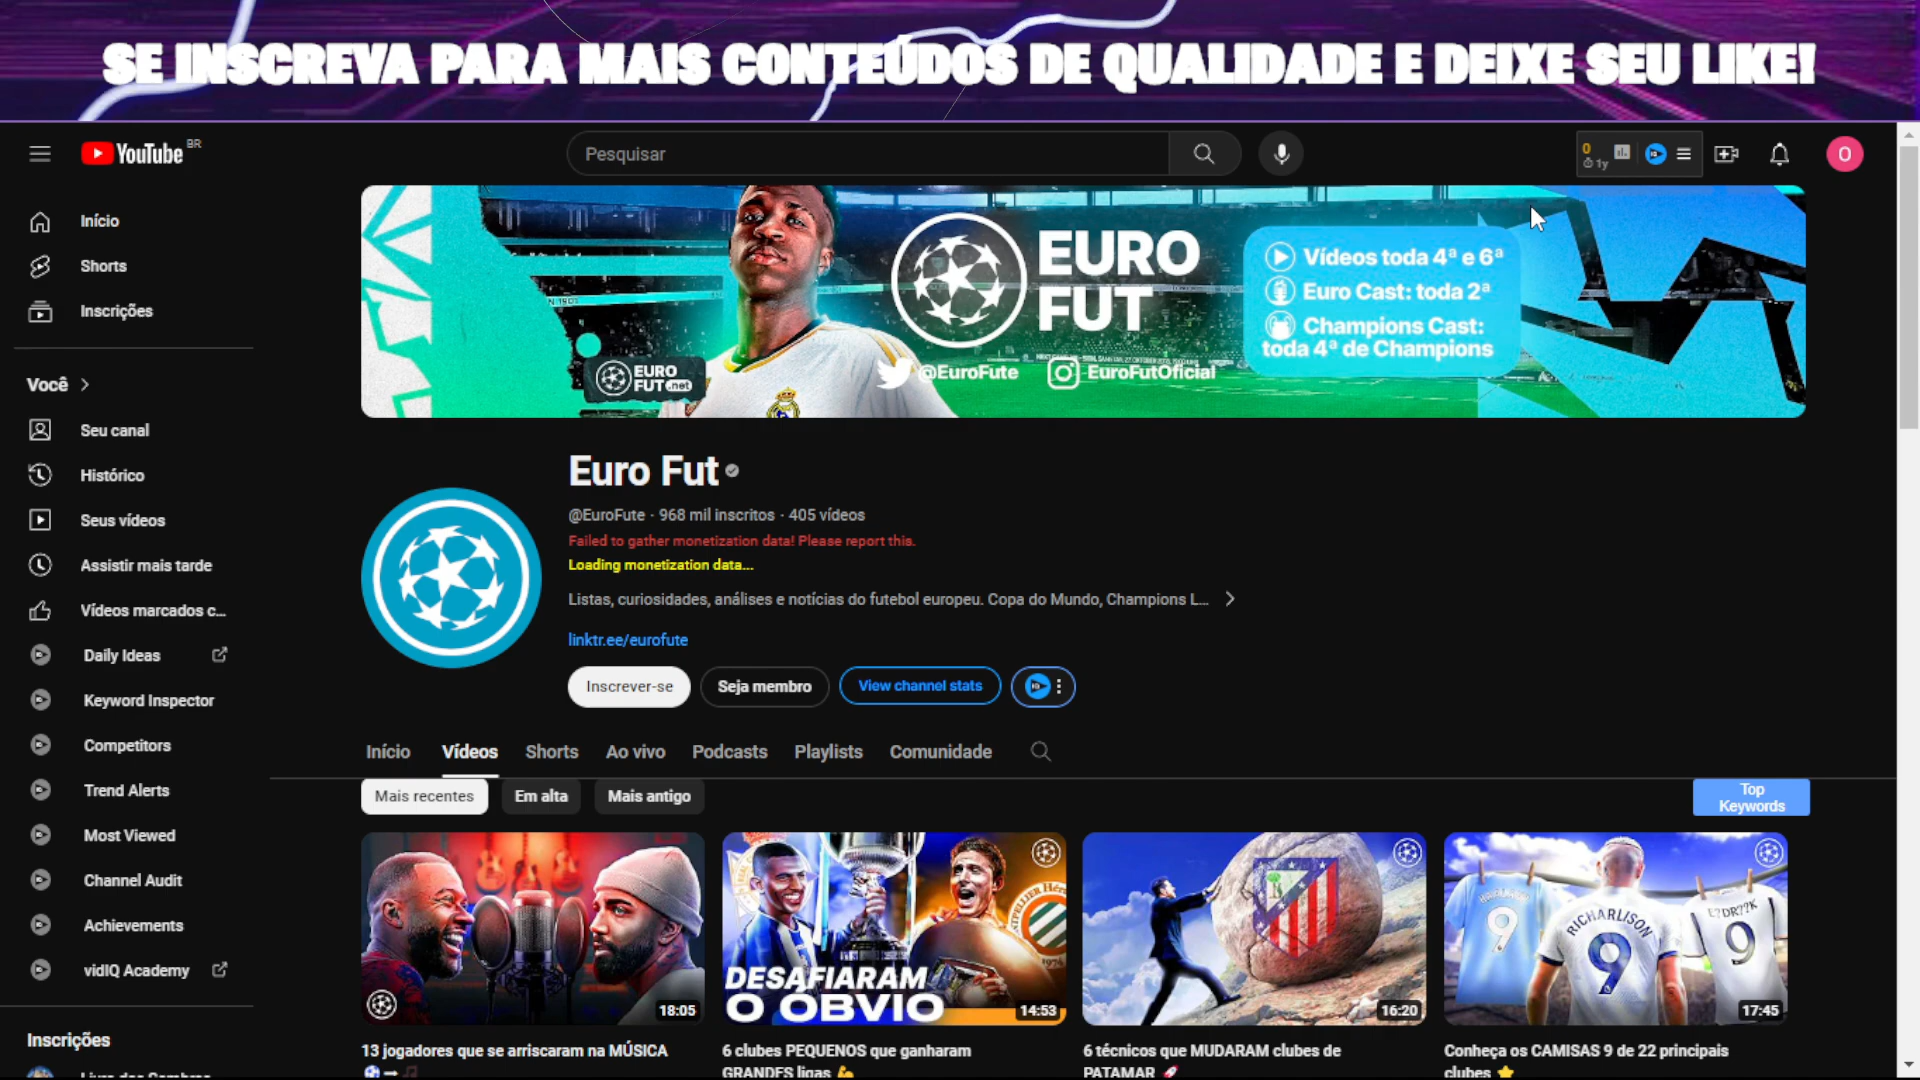 SE INSCREVA PARA MAIS CONTEÚDOS DE QUALIDADE E DEIXE SEU LIKE!
YouTube BR
Pesquisar
0
1y
O
Início
Shorts
Inscrições
Você
Seu canal
Histórico
Seus vídeos
Assistir mais tarde
Vídeos marcados c...
Daily Ideas
Keyword Inspector
Competitors
Trend Alerts
Most Viewed
Channel Audit
Achievements
vidIQ Academy
Inscrições
EURO
FUT
EURO
FUT.net
@EuroFute
EuroFutOficial
Vídeos toda 4ª e 6ª
Euro Cast: toda 2ª
Champions Cast:
toda 4ª de Champions
Euro Fut
@EuroFute · 968 mil inscritos · 405 vídeos
Failed to gather monetization data! Please report this.
Loading monetization data...
Listas, curiosidades, análises e notícias do futebol europeu. Copa do Mundo, Champions L...
linktr.ee/eurofute
Inscrever-se
Seja membro
View channel stats
Início
Vídeos
Shorts
Ao vivo
Podcasts
Playlists
Comunidade
Mais recentes
Em alta
Mais antigo
Top
Keywords
18:05
DESAFIARAM
O ÓBVIO
14:53
16:20
9
RICHARLISON
9
E?DR??K
9
17:45
13 jogadores que se arriscaram na MÚSICA
6 clubes PEQUENOS que ganharam
GRANDES ligas
6 técnicos que MUDARAM clubes de
PATAMAR
Conheça os CAMISAS 9 de 22 principais
clubes